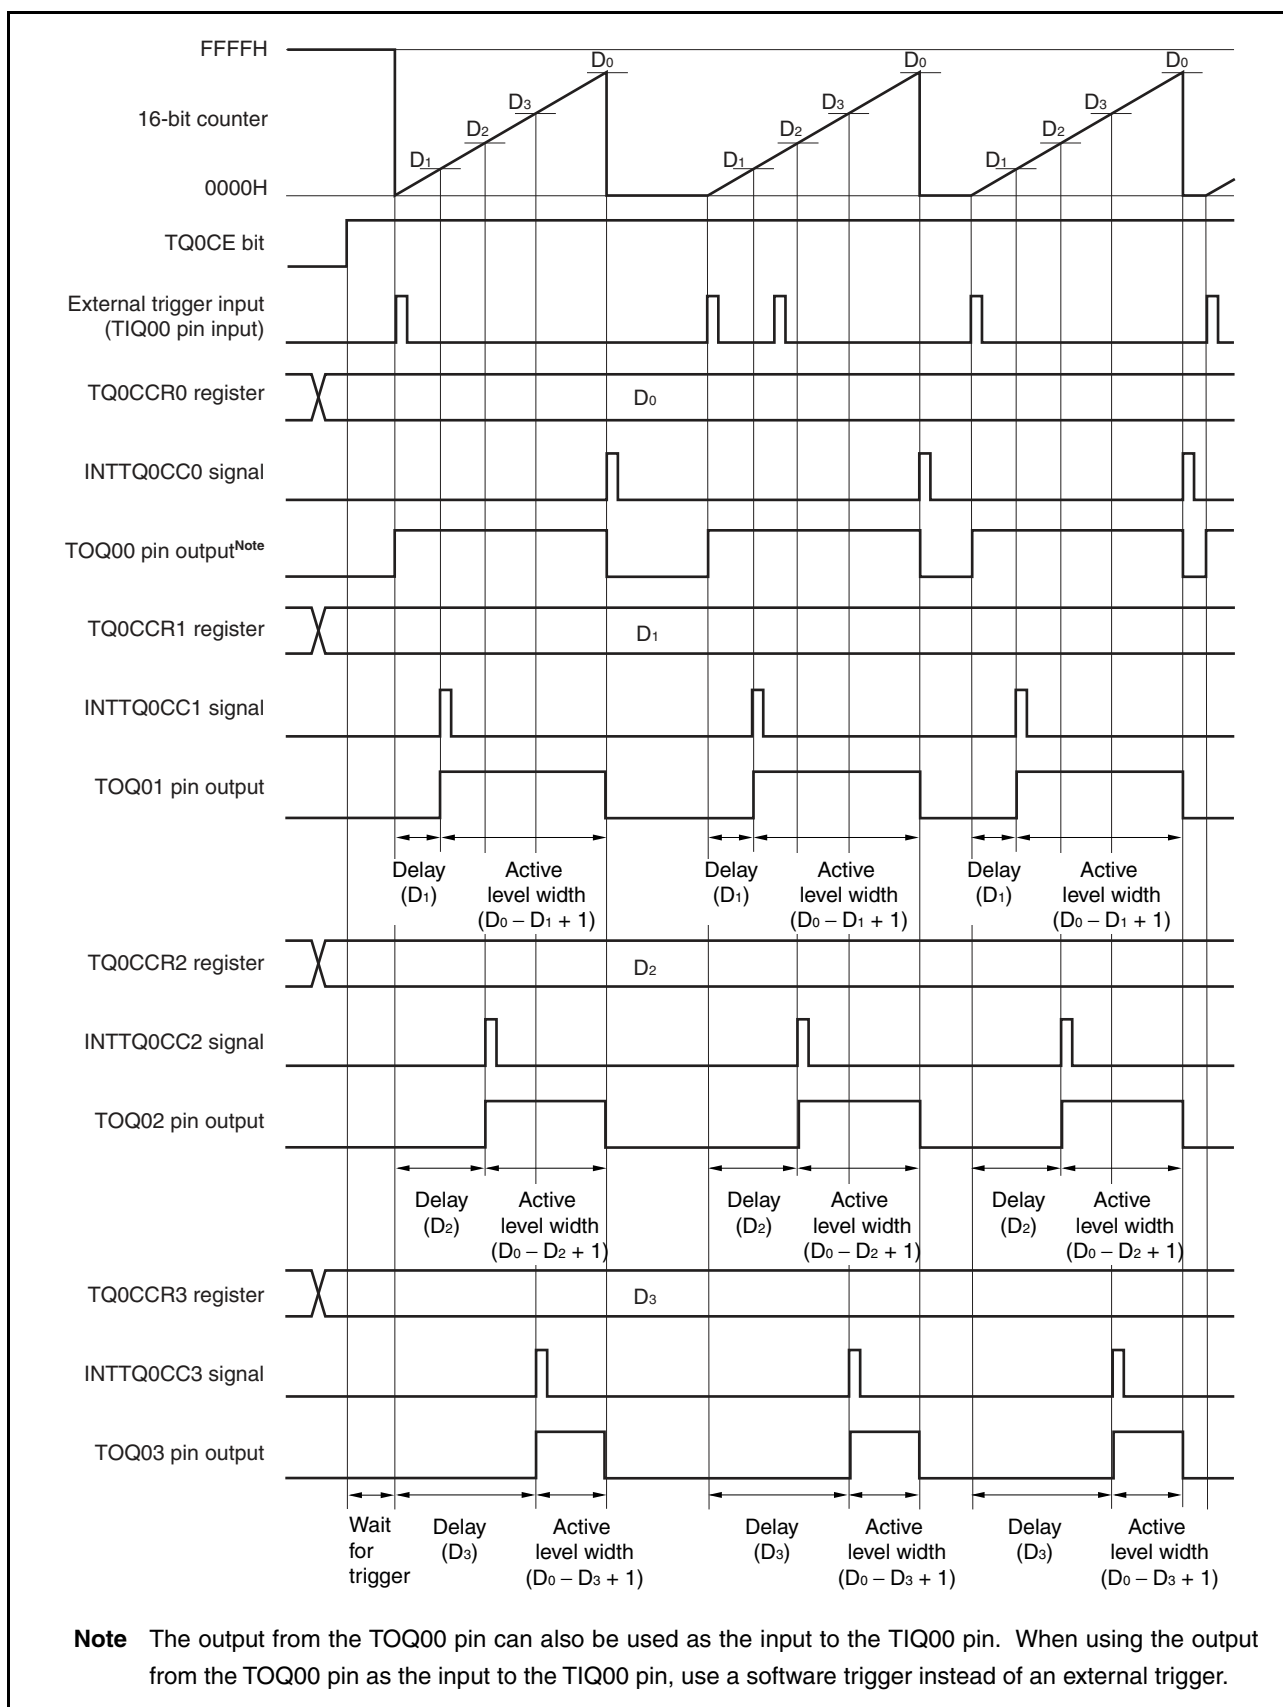 FFFFH
D0 D0 D0
D3 D3 D3
16-bit counter
D2 D2 D2
D1 D1 D1
0000H
TQ0CE bit
External trigger input
(TIQ00 pin input)
TQ0CCR0 register
D0
INTTQ0CC0 signal
TOQ00 pin outputNote
TQ0CCR1 register
D1
INTTQ0CC1 signal
TOQ01 pin output
Delay Active Delay Active Delay Active
(D1) level width (D1) level width (D1) level width
(D0 – D1 + 1) (D0 – D1 + 1) (D0 – D1 + 1)
TQ0CCR2 register
D2
INTTQ0CC2 signal
TOQ02 pin output
Delay Active Delay Active Delay Active
(D2) level width (D2) level width (D2) level width
(D0 – D2 + 1) (D0 – D2 + 1) (D0 – D2 + 1)
TQ0CCR3 register
D3
INTTQ0CC3 signal
TOQ03 pin output
Wait Delay Active Delay Active Delay Active
for (D3) level width (D3) level width (D3) level width
trigger (D0 – D3 + 1) (D0 – D3 + 1) (D0 – D3 + 1)
Note The output from the TOQ00 pin can also be used as the input to the TIQ00 pin. When using the output
from the TOQ00 pin as the input to the TIQ00 pin, use a software trigger instead of an external trigger.